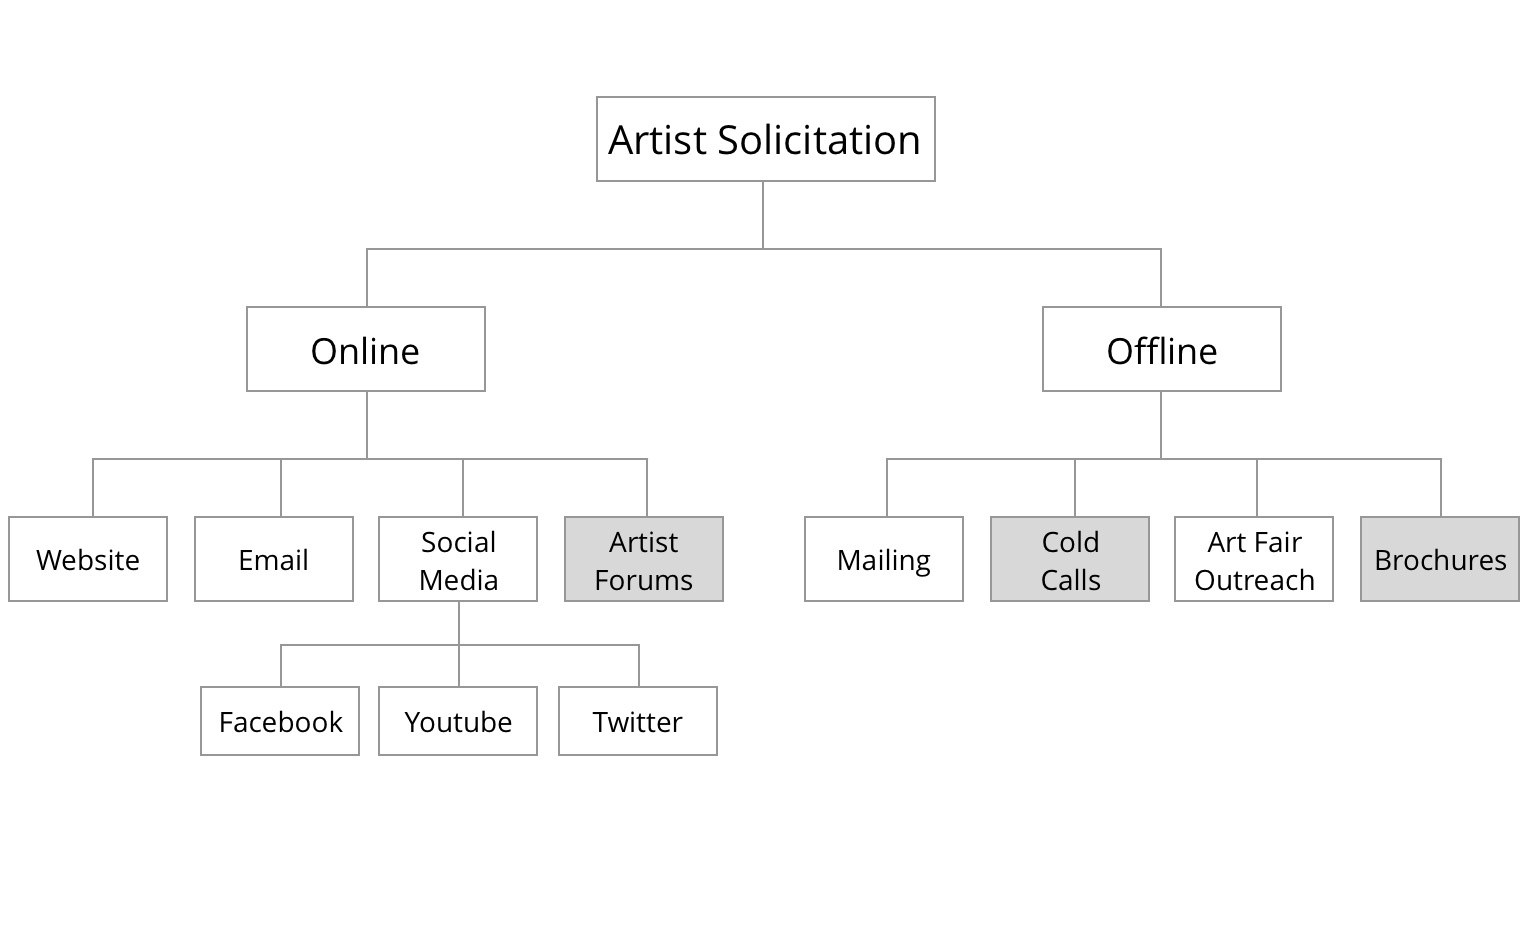 Artist Solicitation
Online
Offline
Website
Email
Social
Media
Artist
Forums
Mailing
Cold
Calls
Art Fair
Outreach
Brochures
Facebook
Youtube
Twitter